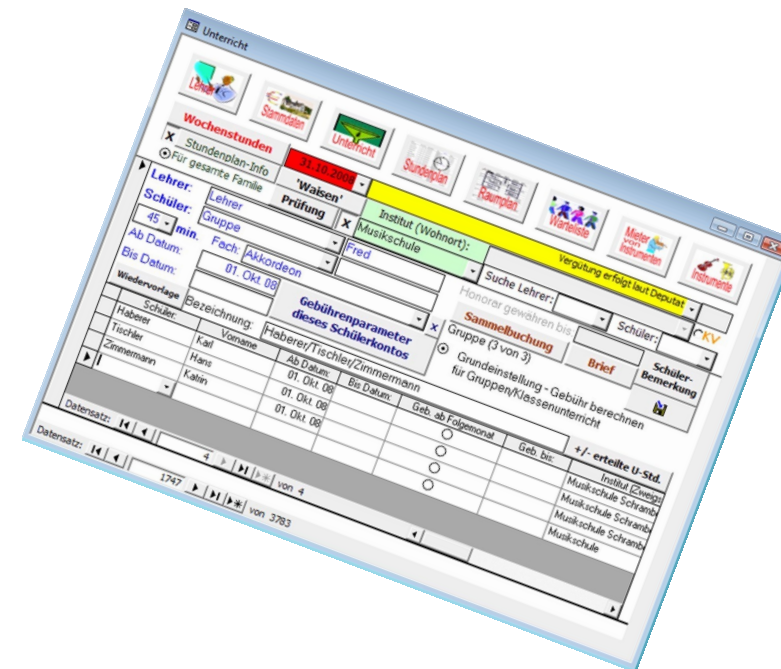 Unterricht
Lehrer
Stammdaten
Unterricht
Stundenplan
Raumplan
Warteliste
Mieter von Instrumenten
Instrumente
Wochenstunden
X Stundenplan-Info
31.10.2008
Für gesamte Familie
'Waisen'
Prüfung
X
Institut (Wohnort):
Musikschule
Vergütung erfolgt laut Deputat
Lehrer: Lehrer Fred
Suche Lehrer:
Schüler:
KV
Schüler: Gruppe
Honorar gewähren bis:
45 min. Fach: Akkordeon
Sammelbuchung
Brief
Schüler-Bemerkung
Ab Datum: 01. Okt. 08
Bis Datum:
Gebührenparameter
dieses Schülerkontos
x
Gruppe (3 von 3)
Grundeinstellung - Gebühr berechnen
für Gruppen/Klassenunterricht
Wiedervorlage
Bezeichnung: Haberer/Tischler/Zimmermann
+/- erteilte U-Std.
Schüler: Vorname Ab Datum: Bis Datum: Geb. ab Folgemonat Geb. bis: Institut (Zweigs
Haberer Karl 01. Okt. 08 Musikschule Schramb
Tischler Hans 01. Okt. 08 Musikschule Schramb
Zimmermann Katrin 01. Okt. 08 Musikschule Schramb
Musikschule
Datensatz: 4 von 4
Datensatz: 1747 von 3783